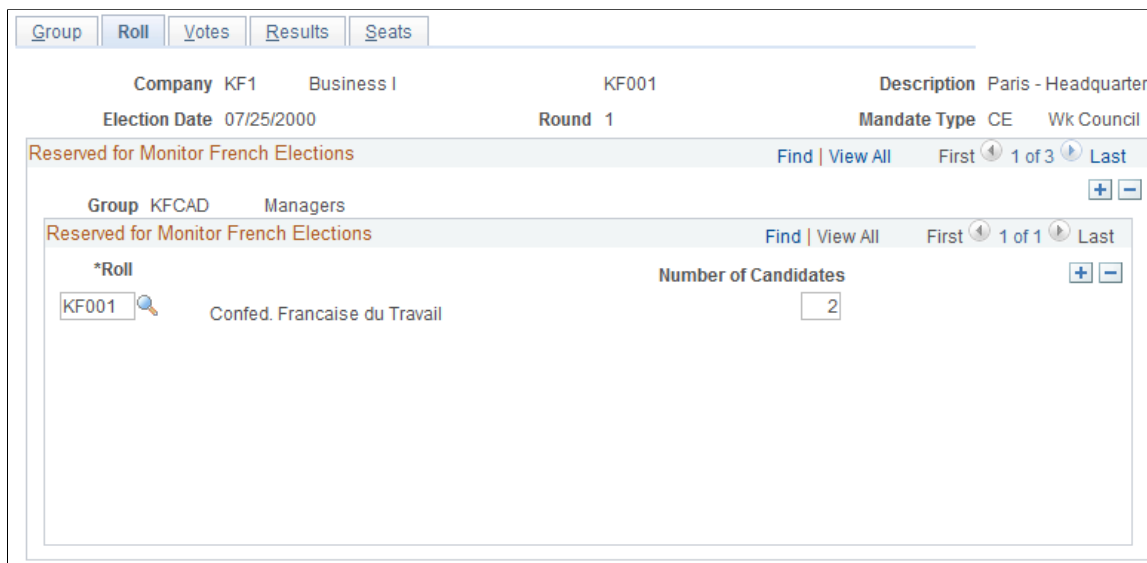 Group Roll Votes Results Seats
Company KF1 Business I KF001 Description Paris - Headquarter
Election Date 07/25/2000 Round 1 Mandate Type CE Wk Council
Reserved for Monitor French Elections Find | View All First 1 of 3 Last
Group KFCAD Managers
Reserved for Monitor French Elections Find | View All First 1 of 1 Last
*Roll Number of Candidates
KF001 Confed. Francaise du Travail 2